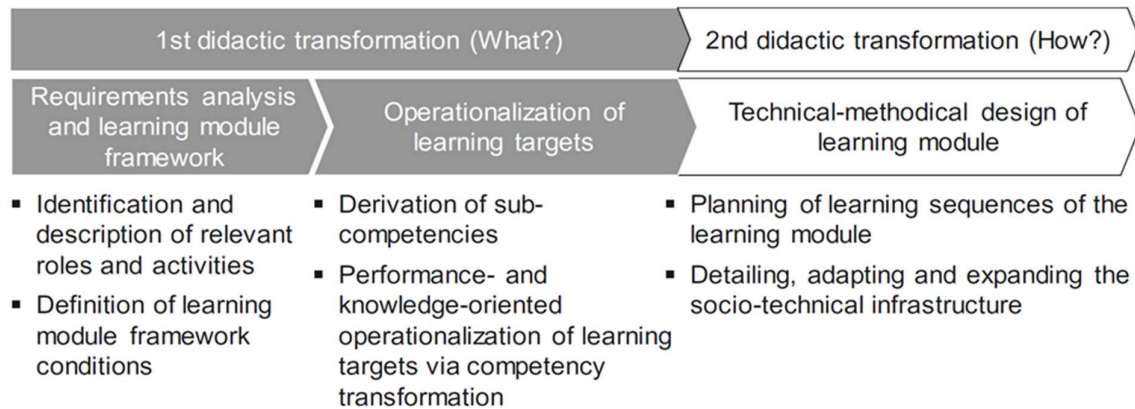 1st didactic transformation (What?)
2nd didactic transformation (How?)
Requirements analysis
and learning module
framework
Operationalization of
learning targets
Technical-methodical design of
learning module
▪ Identification and
description of relevant
roles and activities
▪ Definition of learning
module framework
conditions
▪ Derivation of sub-
competencies
▪ Performance- and
knowledge-oriented
operationalization of learning
targets via competency
transformation
▪ Planning of learning sequences of the
learning module
▪ Detailing, adapting and expanding the
socio-technical infrastructure